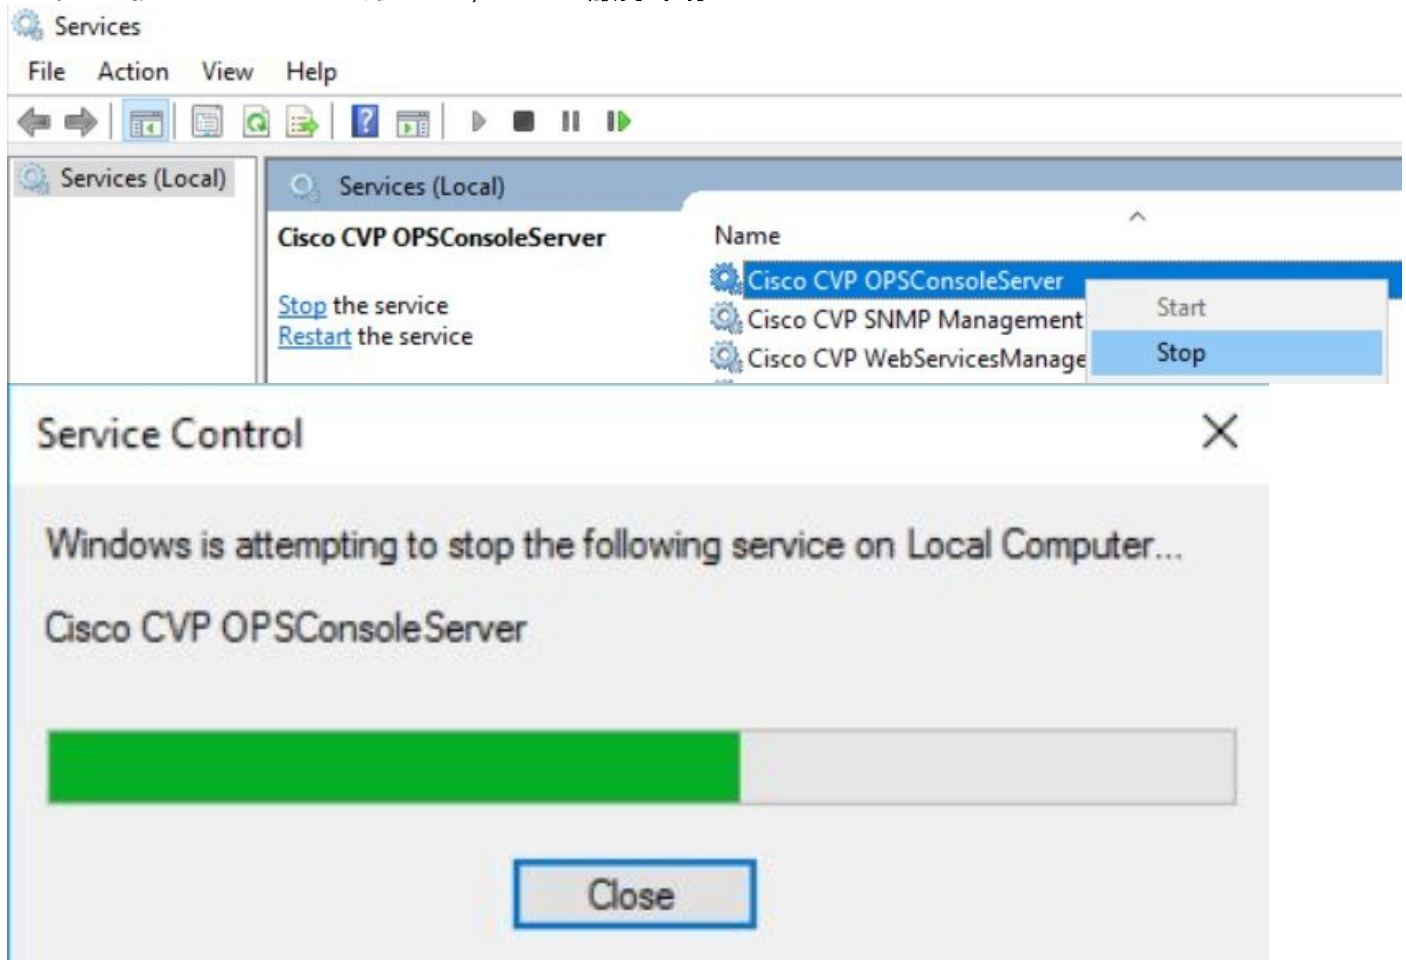 Services
File Action View Help
Services (Local)
Services (Local)
Cisco CVP OPSConsoleServer
Name
Cisco CVP OPSConsoleServer
Start
Stop the service
Cisco CVP SNMP Management
Restart the service
Cisco CVP WebServicesManage
Stop
Service Control
Windows is attempting to stop the following service on Local Computer...
Cisco CVP OPSConsoleServer
Close